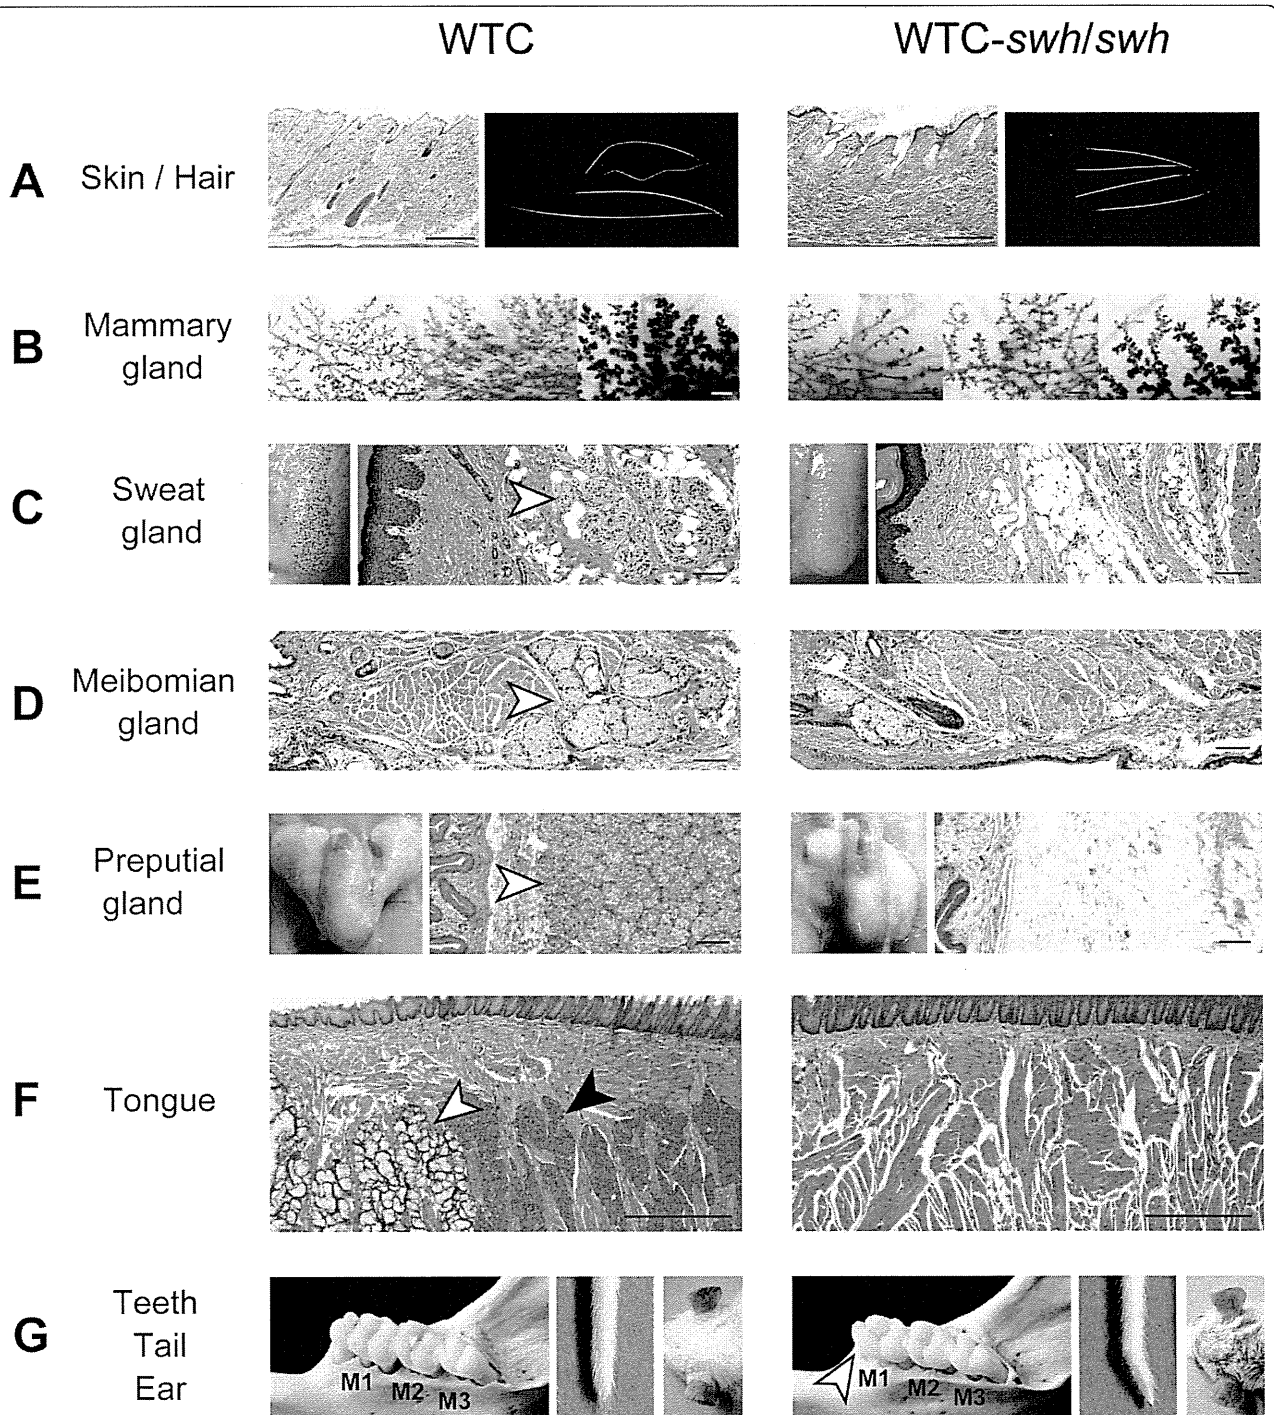 WTC
WTC-swh/swh
A Skin / Hair
B Mammary
gland
C Sweat
gland
D Meibomian
gland
E Preputial
gland
F Tongue
G Teeth
Tail
Ear
M1
M2
M3
M1
M2
M3